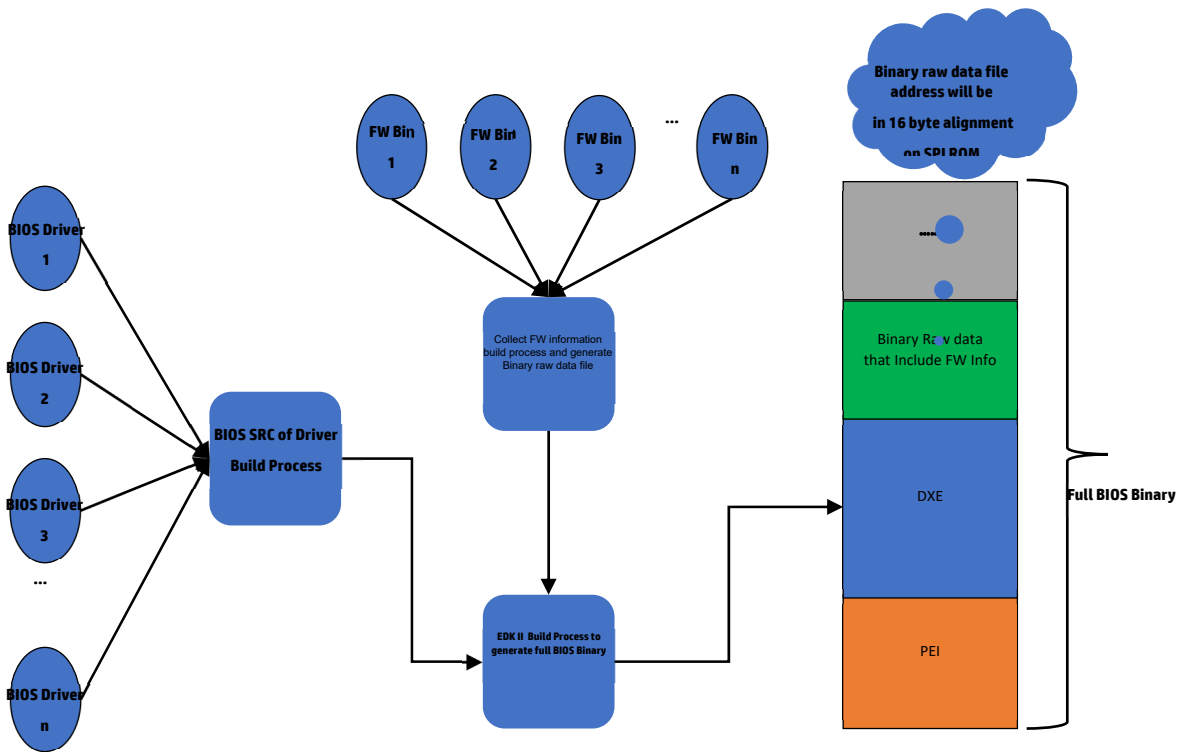 Binary raw data file
address will be
in 16 byte alignment
on SPI ROM
FW Bin
1
FW Bin
2
FW Bin
3
...
FW Bin
n
BIOS Driver
1
BIOS Driver
2
BIOS Driver
3
...
BIOS Driver
n
BIOS SRC of Driver
Build Process
Collect FW information
build process and generate
Binary raw data file
EDK II Build Process to
generate full BIOS Binary
.....
Binary Raw data
that Include FW Info
DXE
PEI
Full BIOS Binary